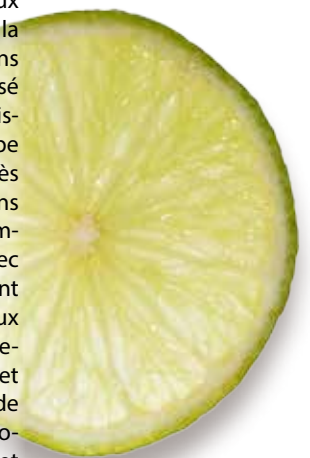 ux
la
ns
sé
is-
pe
ès
ns
m-
ec
nt
ux
e-
et
de
o-
et